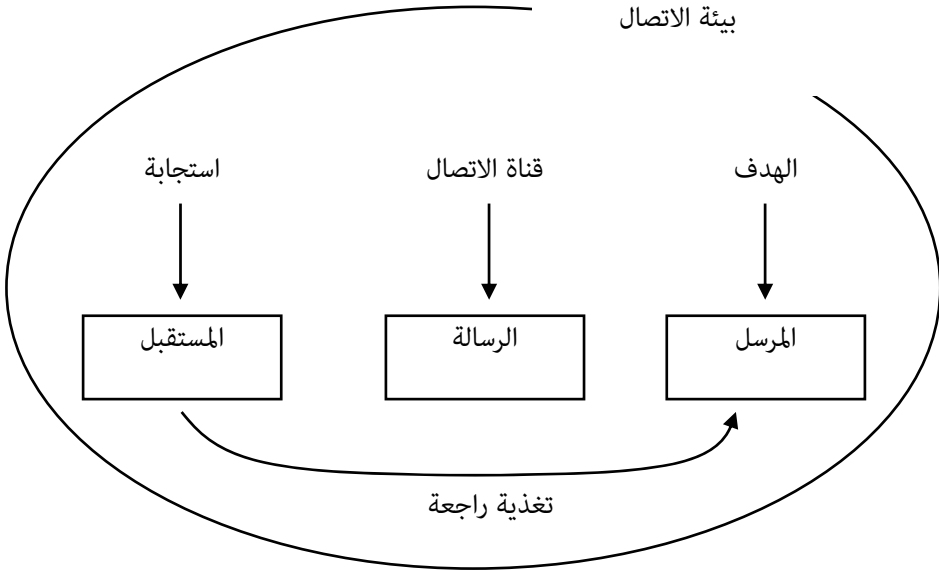 بيئة الاتصال
الهدف
قناة الاتصال
استجابة
المرسل
الرسالة
المستقبل
تغذية راجعة